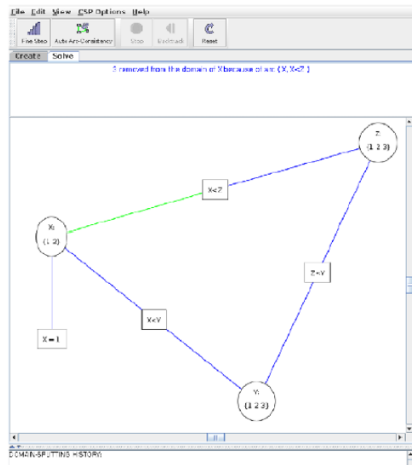 File Edit View CSP Options Help
Fine Step Auto Arc-Consistency Stop Backtrack Reset
Create Solve
3 removed from the domain of X because of arc (X, X<Z )
Z:
{1 2 3}
X<Z
X:
{1 2}
Z<Y
X<Y
X = 1
Y:
{1 2 3}
DOMAIN-SPLITTING HISTORY: